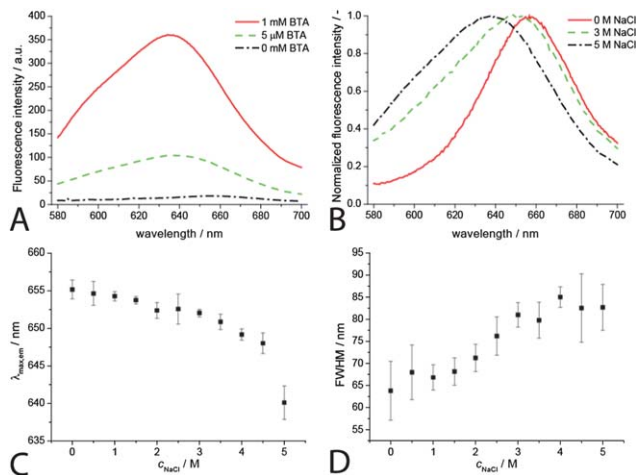 400
350
300
250
200
150
100
50
0
Fluorescence intensity / a.u.
1 mM BTA
5 µM BTA
0 mM BTA
580 600 620 640 660 680 700
wavelength / nm
A
1.0
0.8
0.6
0.4
0.2
0.0
Normalized fluorescence intensity / -
0 M NaCl
3 M NaCl
5 M NaCl
580 600 620 640 660 680 700
wavelength / nm
B
660
655
650
645
640
635
λmax,em / nm
0 1 2 3 4 5
cNaCl / M
C
95
90
85
80
75
70
65
60
55
FWHM / nm
0 1 2 3 4 5
cNaCl / M
D